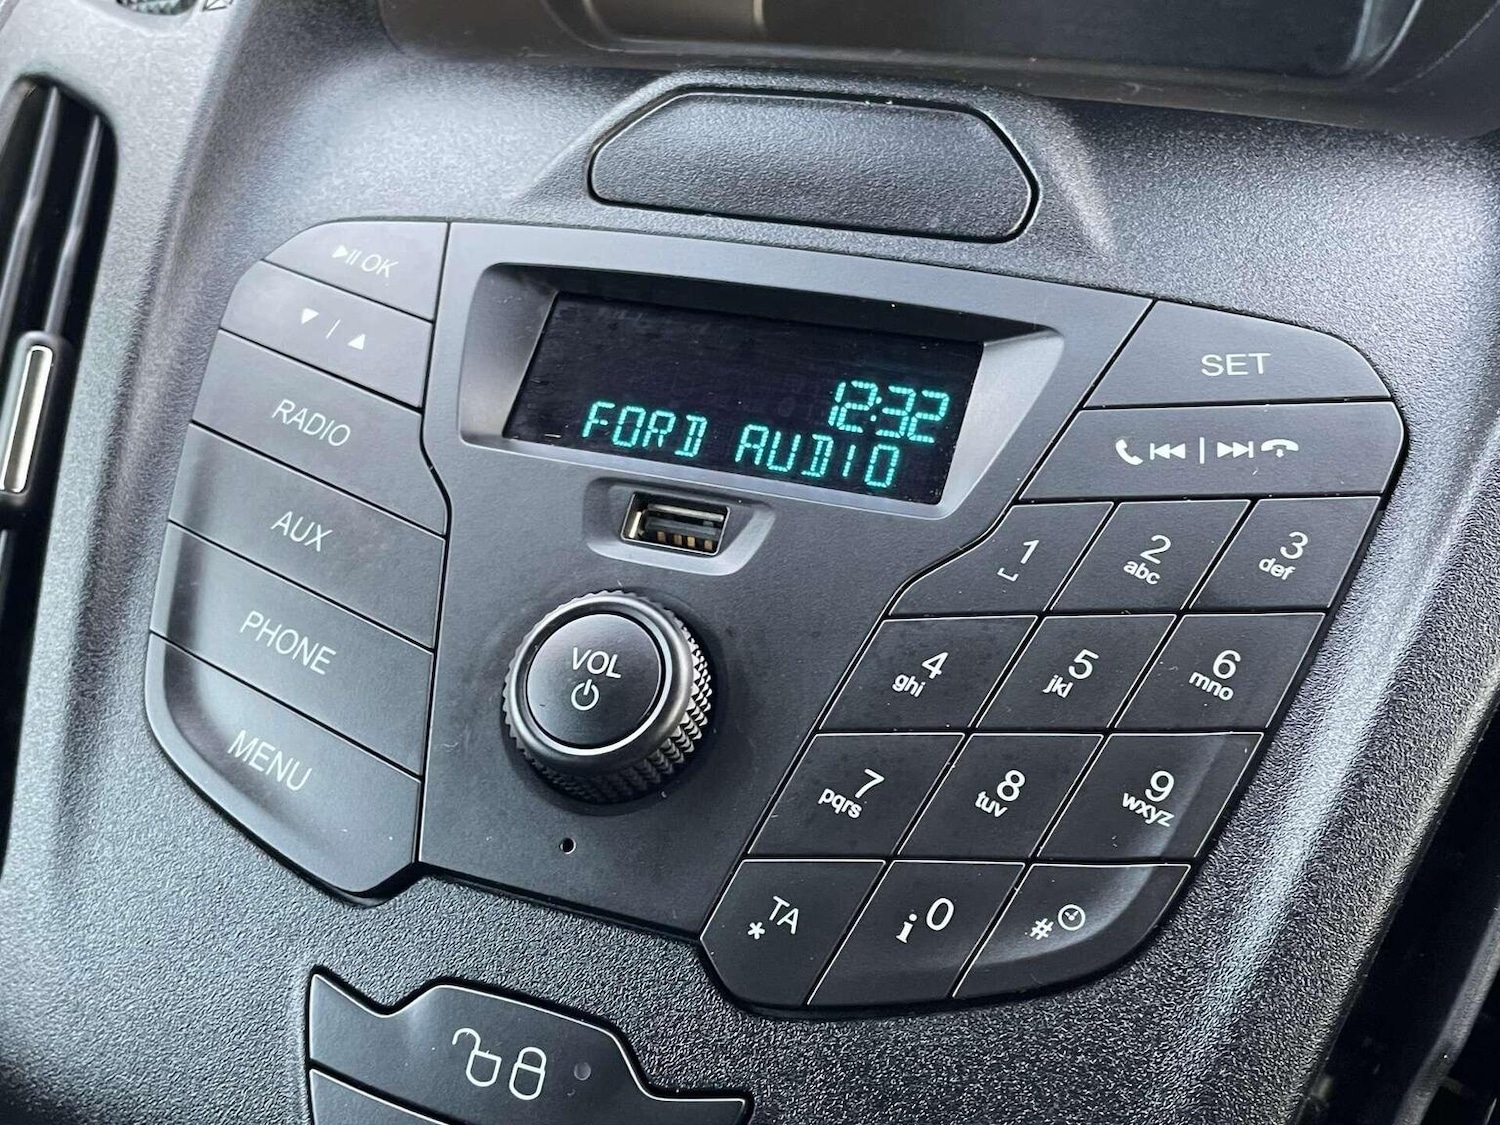 OK
RADIO
AUX
PHONE
MENU
12:32
FORD AUDIO
VOL
SET
1
2
abc
3
def
4
ghi
5
jkl
6
mno
7
pqrs
8
tuv
9
wxyz
TA
*
i 0
#